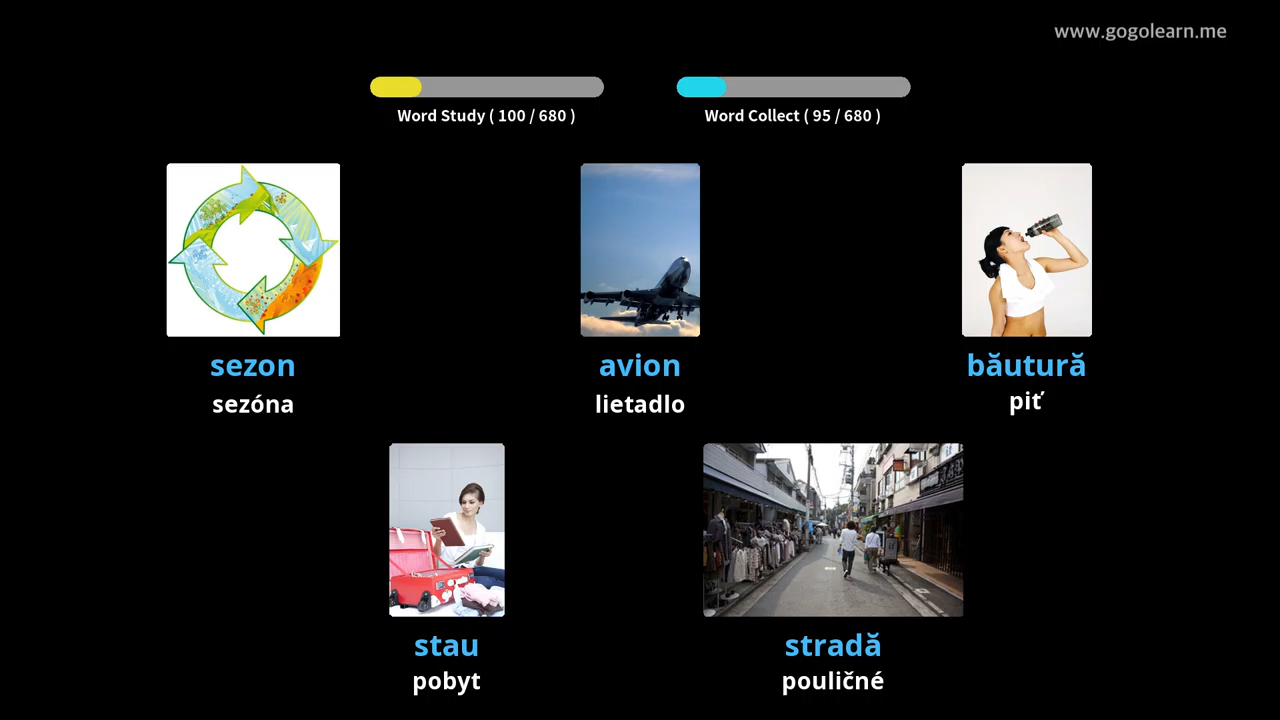 www.gogolearn.me
Word Study ( 100 / 680 )
Word Collect ( 95 / 680 )
sezon
sezóna
avion
lietadlo
băutură
piť
stau
pobyt
stradă
pouličné